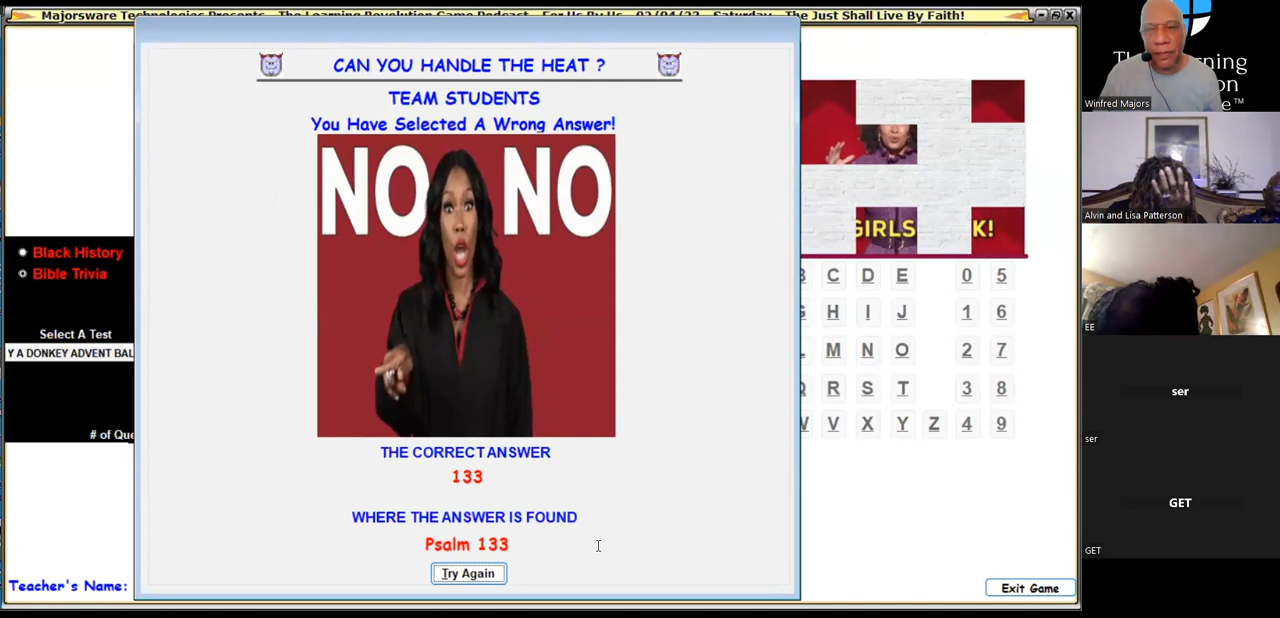 Majorsware Technologies Presents - The Learning Revolution Game Podcast - For Us By Us - 02/04/23 - Saturday - The Just Shall Live By Faith!
CAN YOU HANDLE THE HEAT ?
TEAM STUDENTS
You Have Selected A Wrong Answer!
NO NO
THE CORRECT ANSWER
133
WHERE THE ANSWER IS FOUND
Psalm 133
Try Again
Black History
Bible Trivia
Select A Test
Y A DONKEY ADVENT BAL
# of Que
Teacher's Name:
GIRLS K!
C D E 0 5
H I J 1 6
L M N O 2 7
R S T 3 8
V X Y Z 4 9
Exit Game
Winfred Majors
Alvin and Lisa Patterson
EE
ser
ser
GET
GET